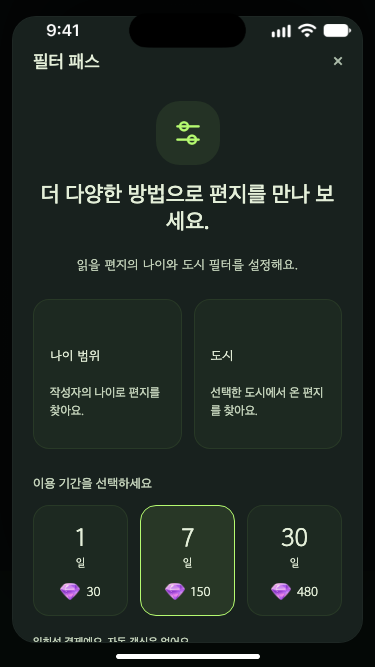 9:41
필터 패스 ×
더 다양한 방법으로 편지를 만나 보
세요.
읽을 편지의 나이와 도시 필터를 설정해요.
나이 범위
작성자의 나이로 편지를
찾아요.
도시
선택한 도시에서 온 편지
를 찾아요.
이용 기간을 선택하세요
1
일
30
7
일
150
30
일
480